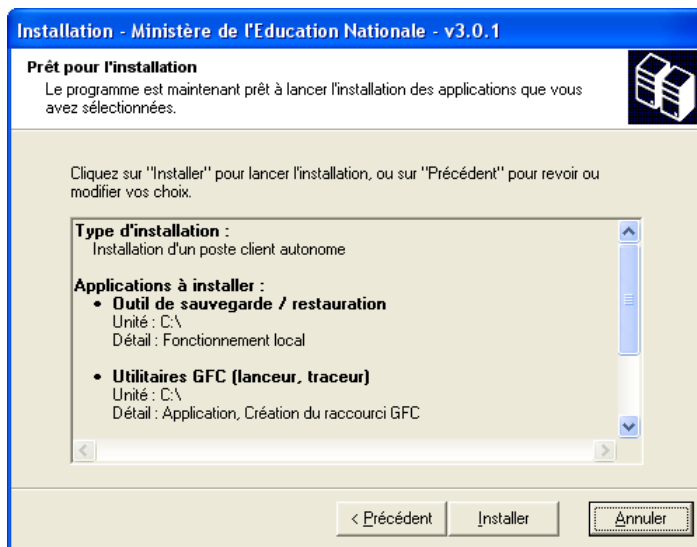 Installation - Ministère de l'Education Nationale - v3.0.1
Prêt pour l'installation
Le programme est maintenant prêt à lancer l'installation des applications que vous
avez sélectionnées.
Cliquez sur "Installer" pour lancer l'installation, ou sur "Précédent" pour revoir ou
modifier vos choix.
Type d'installation :
Installation d'un poste client autonome
Applications à installer :
• Outil de sauvegarde / restauration
Unité : C:\
Détail : Fonctionnement local
• Utilitaires GFC (lanceur, traceur)
Unité : C:\
Détail : Application, Création du raccourci GFC
< Précédent
Installer
Annuler